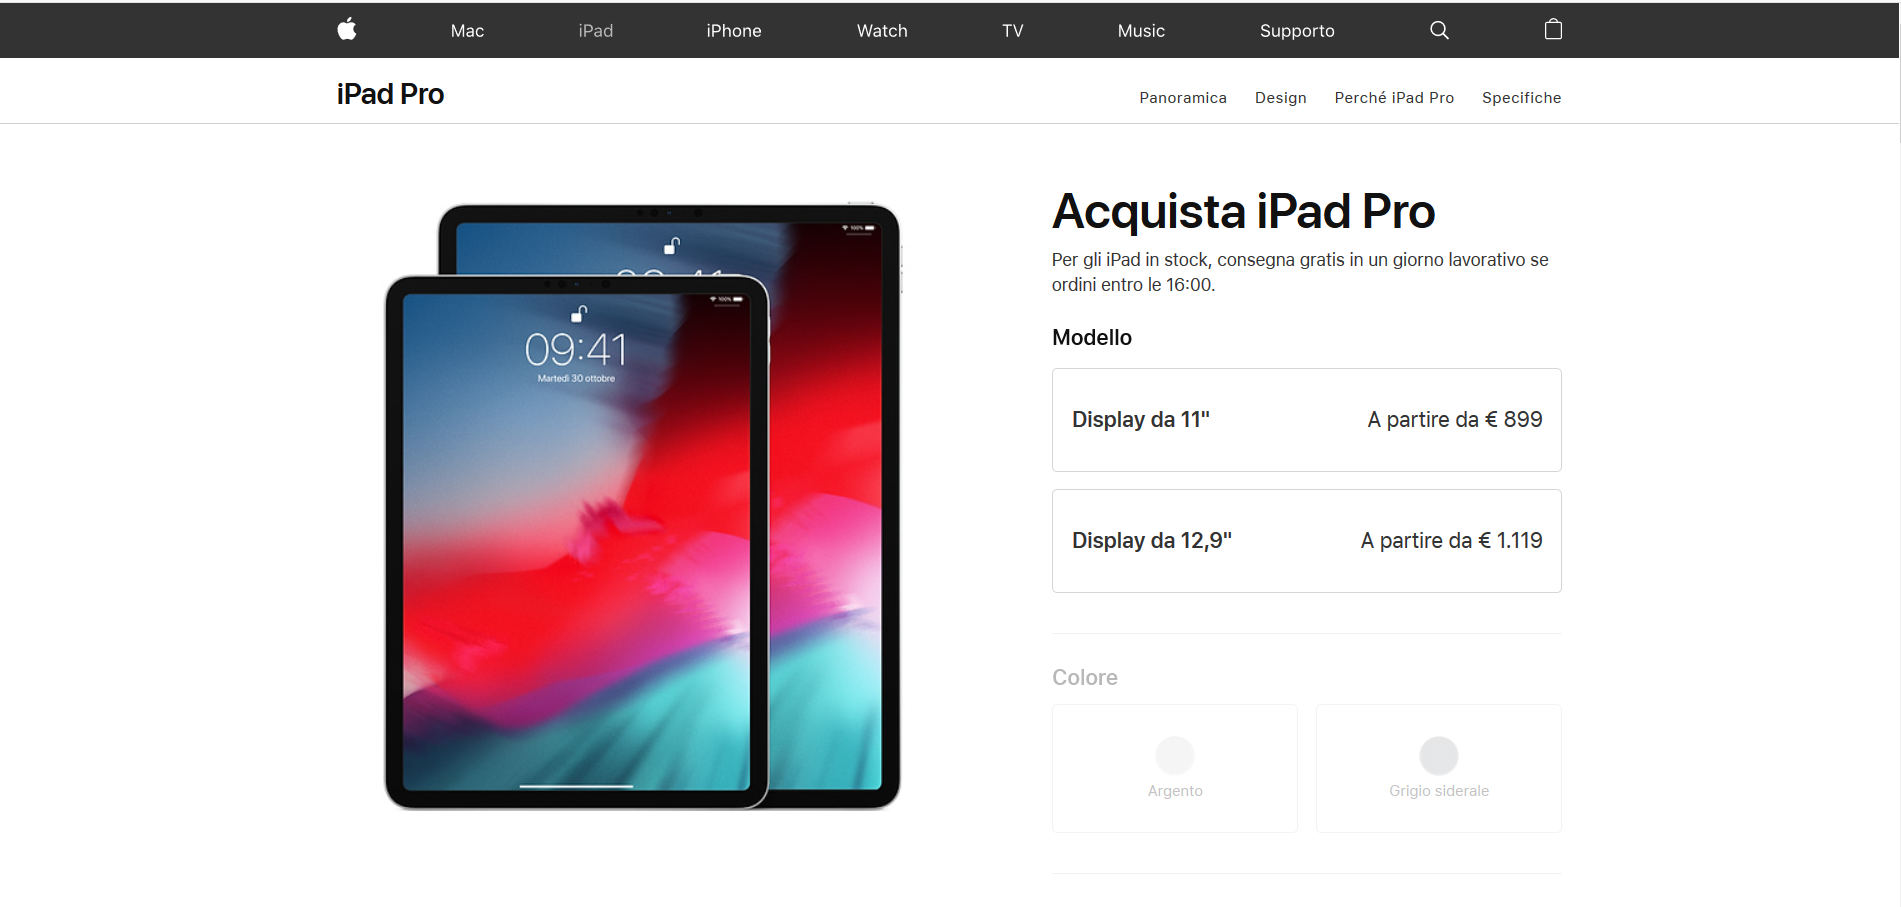 Mac
iPad
iPhone
Watch
TV
Music
Supporto
iPad Pro
Panoramica
Design
Perché iPad Pro
Specifiche
100%
100%
09:41
Martedì 30 ottobre
Acquista iPad Pro
Per gli iPad in stock, consegna gratis in un giorno lavorativo se
ordini entro le 16:00.
Modello
Display da 11"
A partire da € 899
Display da 12,9"
A partire da € 1.119
Colore
Argento
Grigio siderale